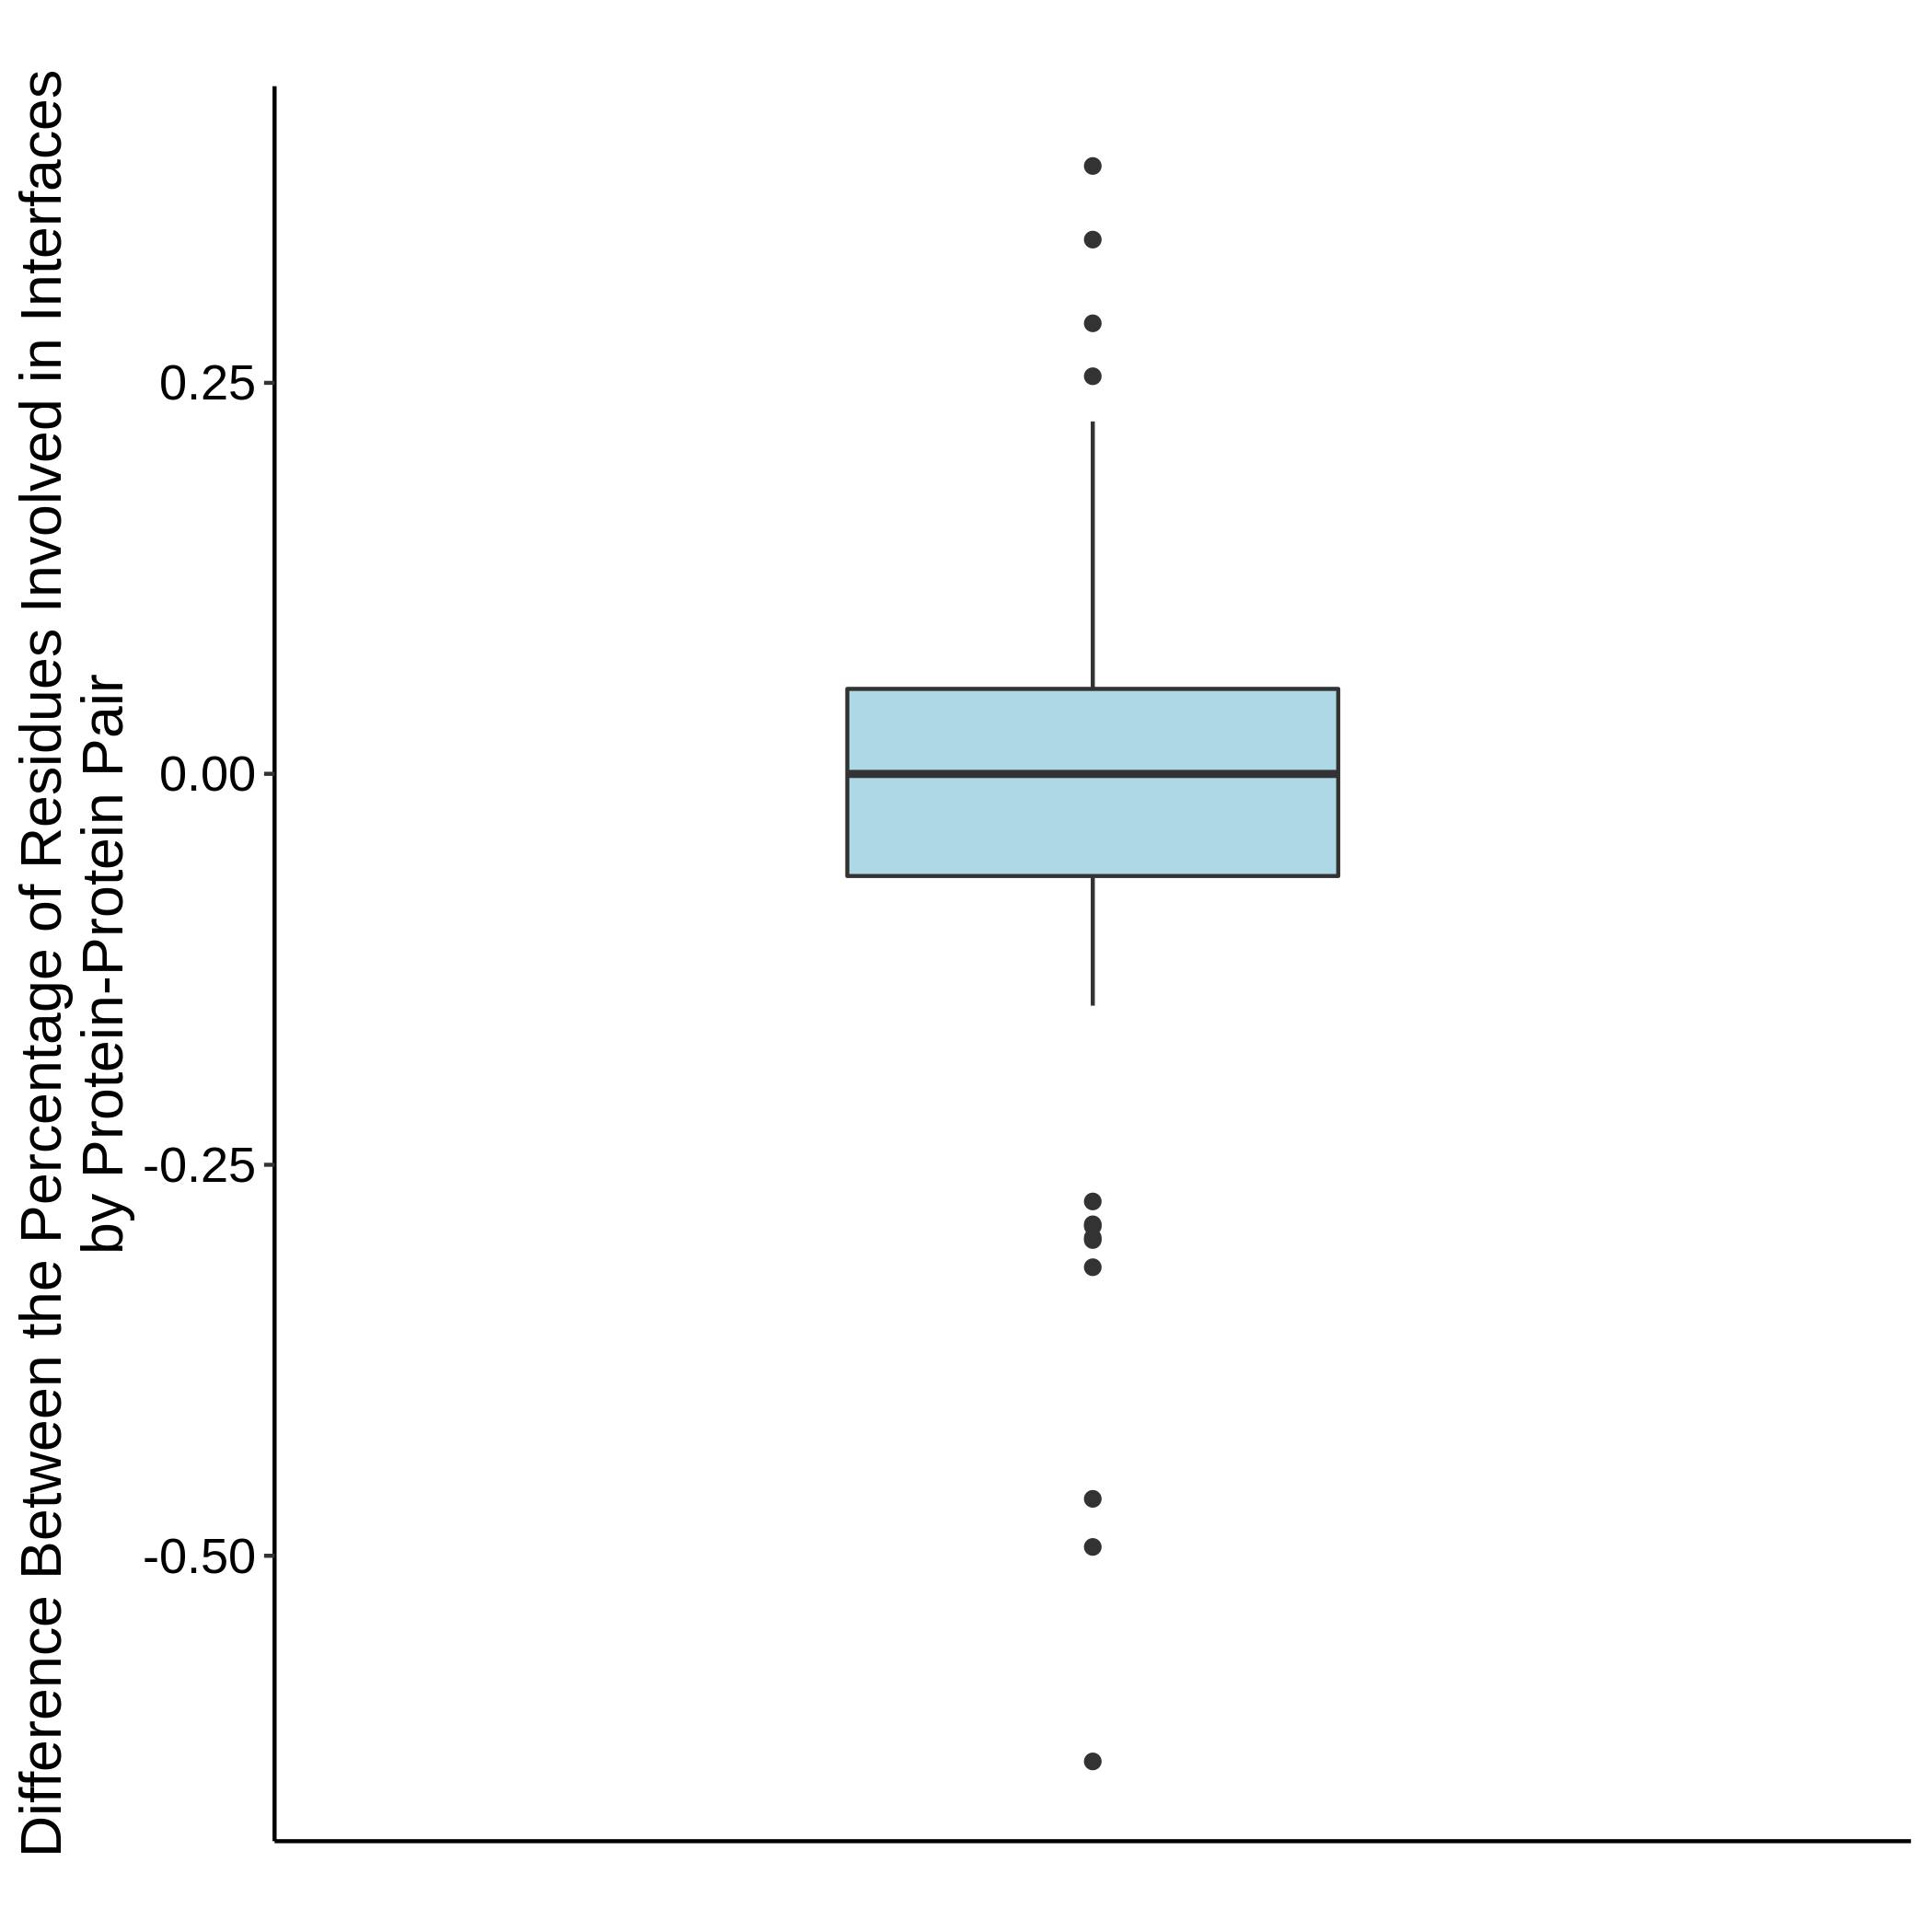 Difference Between the Percentage of Residues Involved in Interfaces
by Protein-Protein Pair
0.25
0.00
-0.25
-0.50